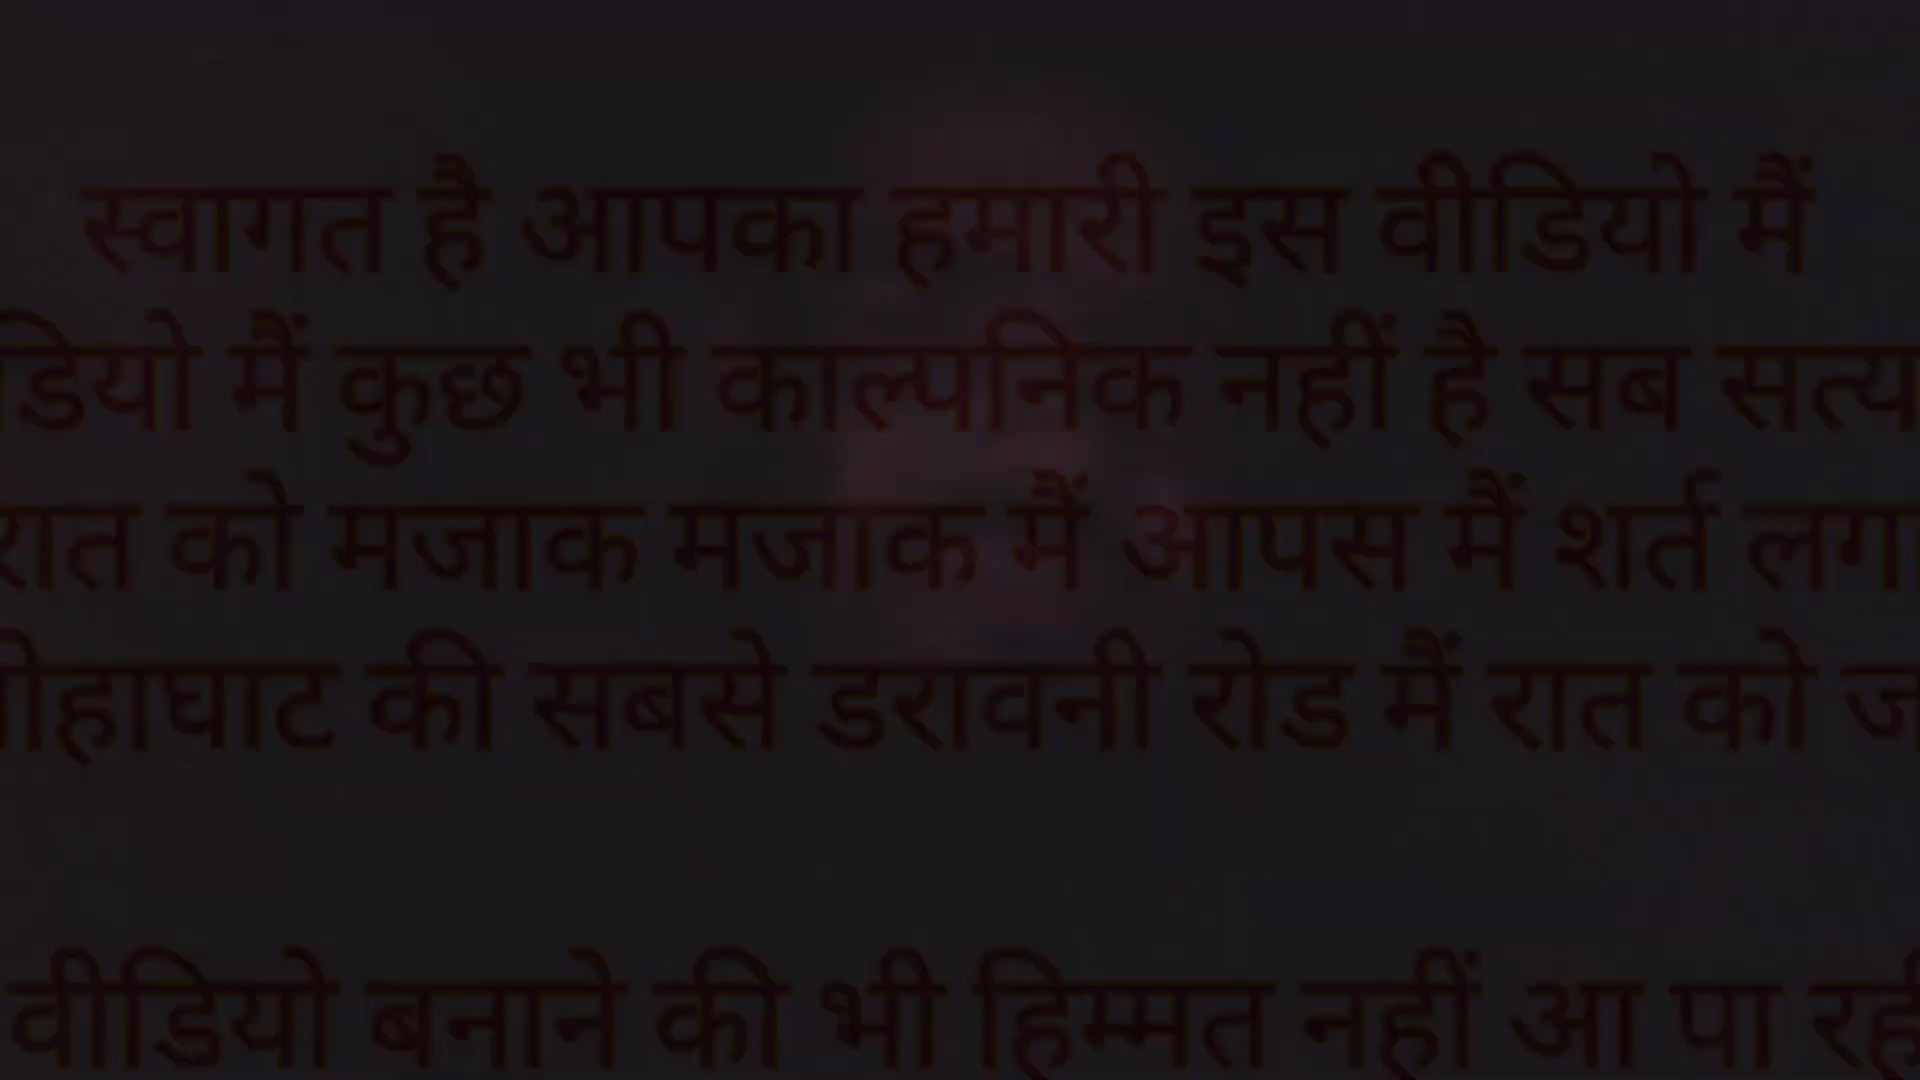 स्वागत है आपका हमारी इस वीडियो मैं
डियो मैं कुछ भी काल्पनिक नहीं है सब सत्य
रात को मजाक मजाक मैं आपस मैं शर्त लगा
ीहाघाट की सबसे डरावनी रोड मैं रात को ज
वीडियो बनाने की भी हिम्मत नहीं आ पा रही